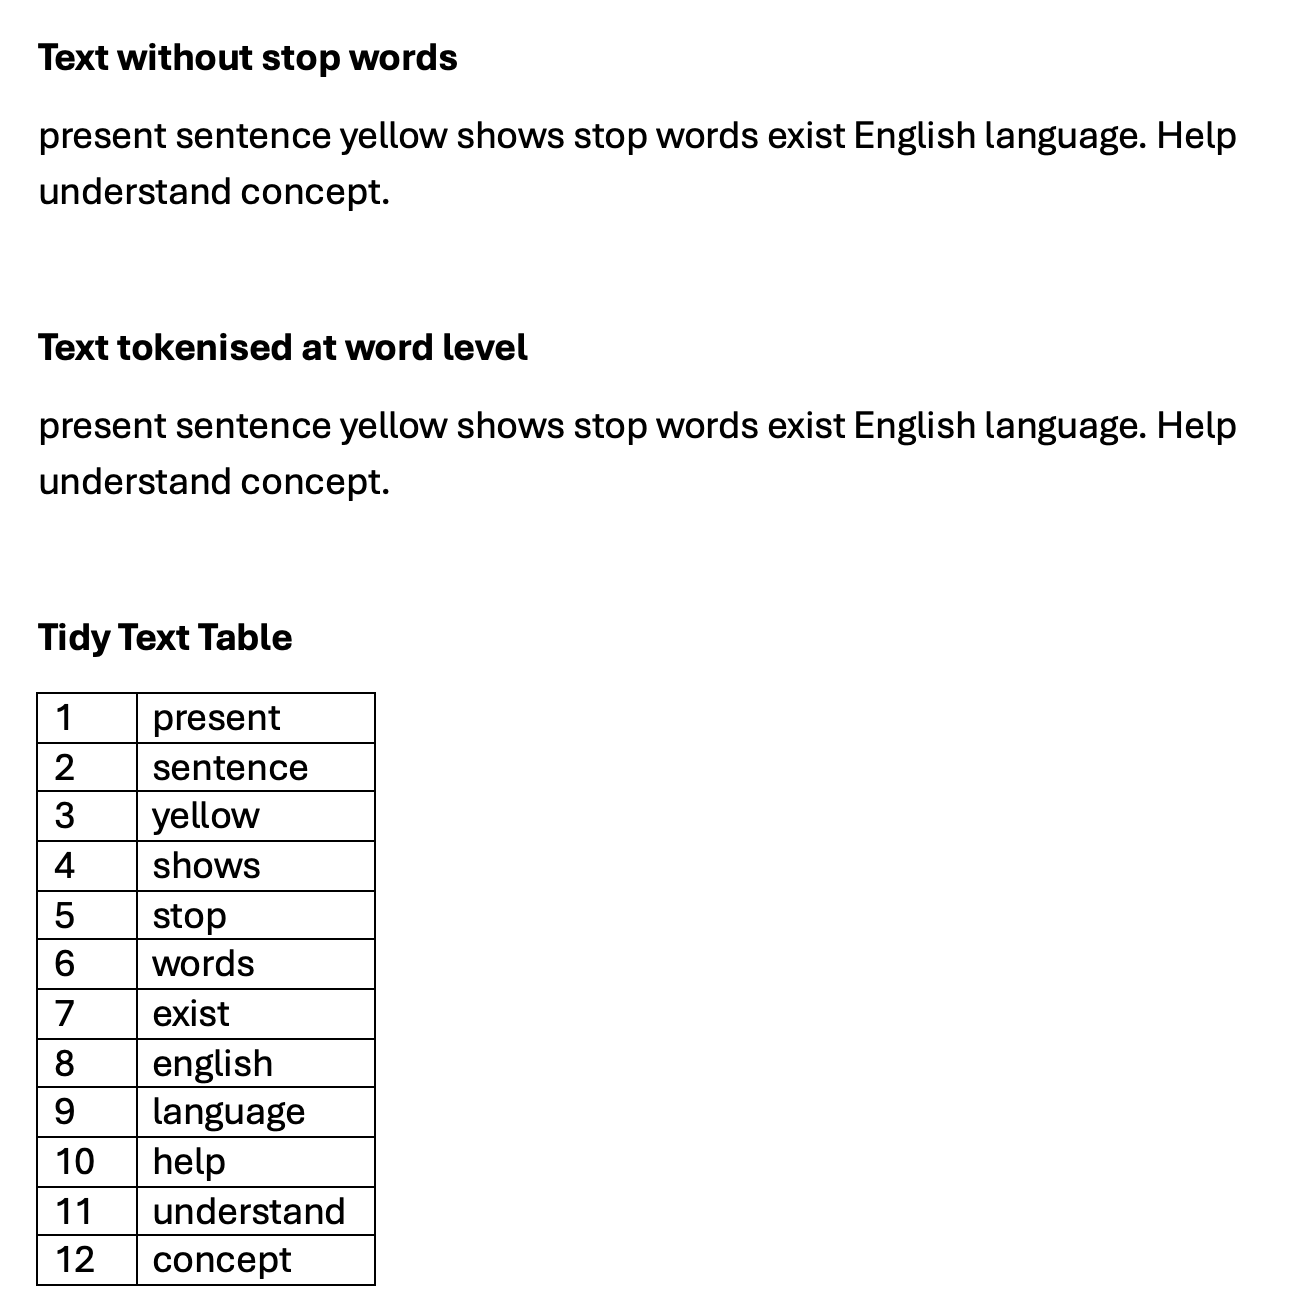 Text without stop words
present sentence yellow shows stop words exist English language. Help
understand concept.
Text tokenised at word level
present sentence yellow shows stop words exist English language. Help
understand concept.
Tidy Text Table
1 present
2 sentence
3 yellow
4 shows
5 stop
6 words
7 exist
8 english
9 language
10 help
11 understand
12 concept